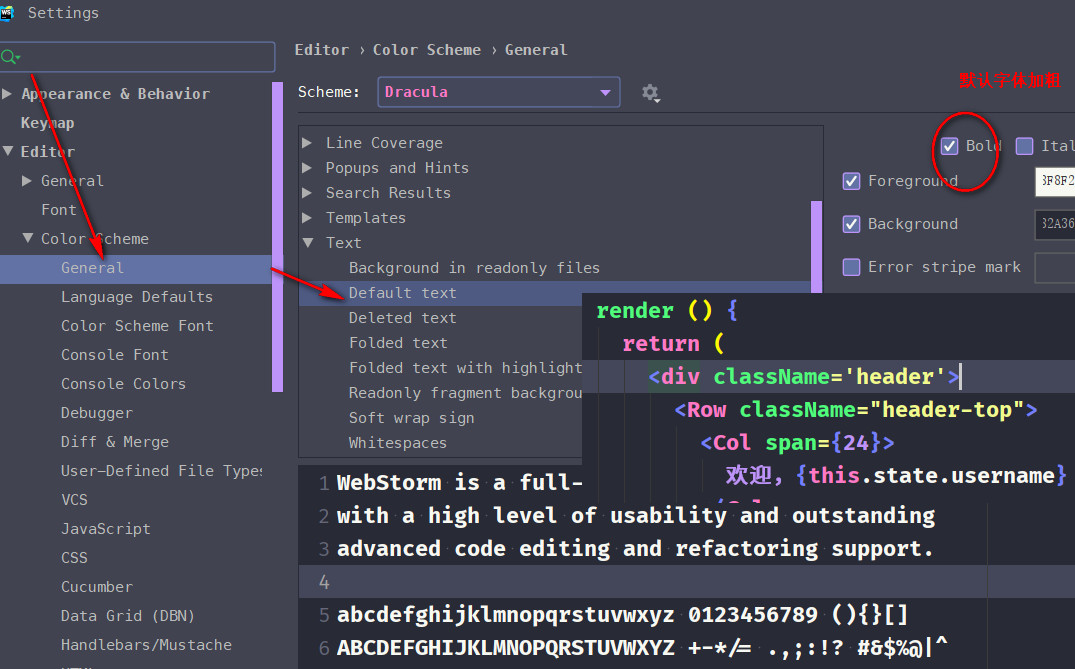 WS Settings
Editor › Color Scheme › General
Scheme: Dracula
默认字体加粗
Appearance & Behavior
Keymap
Editor
General
Font
Color Scheme
General
Language Defaults
Color Scheme Font
Console Font
Console Colors
Debugger
Diff & Merge
User-Defined File Types
VCS
JavaScript
CSS
Cucumber
Data Grid (DBN)
Handlebars/Mustache
Line Coverage
Popups and Hints
Search Results
Templates
Text
Background in readonly files
Default text
Deleted text
Folded text
Folded text with highlight
Readonly fragment backgrou
Soft wrap sign
Whitespaces
Bold Ital
Foreground 8F8F2
Background 32A36
Error stripe mark
render () {
return (
<div className='header'>
<Row className="header-top">
<Col span={24}>
欢迎，{this.state.username}
1 WebStorm is a full-
2 with a high level of usability and outstanding
3 advanced code editing and refactoring support.
4
5 abcdefghijklmnopqrstuvwxyz 0123456789 (){}[]
6 ABCDEFGHIJKLMNOPQRSTUVWXYZ +-*/= .,;:!? #&$%@|^